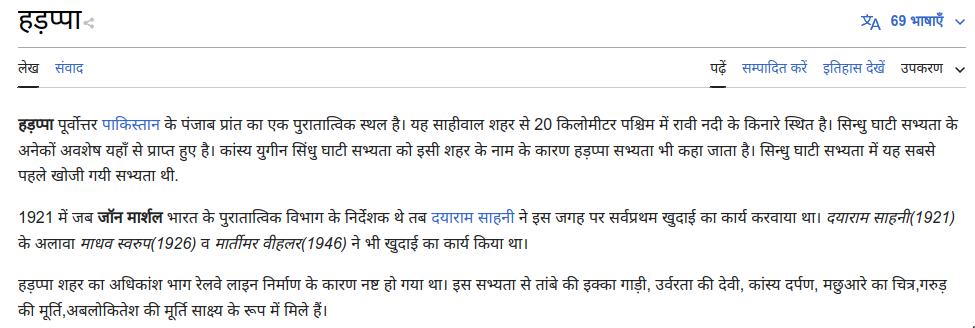 हड़प्पा
69 भाषाएँ
लेख संवाद पढ़ें सम्पादित करें इतिहास देखें उपकरण
हड़प्पा पूर्वोत्तर पाकिस्तान के पंजाब प्रांत का एक पुरातात्विक स्थल है। यह साहीवाल शहर से 20 किलोमीटर पश्चिम में रावी नदी के किनारे स्थित है। सिन्धु घाटी सभ्यता के
अनेकों अवशेष यहाँ से प्राप्त हुए है। कांस्य युगीन सिंधु घाटी सभ्यता को इसी शहर के नाम के कारण हड़प्पा सभ्यता भी कहा जाता है। सिन्धु घाटी सभ्यता में यह सबसे
पहले खोजी गयी सभ्यता थी.
1921 में जब जॉन मार्शल भारत के पुरातात्विक विभाग के निर्देशक थे तब दयाराम साहनी ने इस जगह पर सर्वप्रथम खुदाई का कार्य करवाया था। दयाराम साहनी(1921)
के अलावा माधव स्वरुप(1926) व मार्तीमर वीहलर(1946) ने भी खुदाई का कार्य किया था।
हड़प्पा शहर का अधिकांश भाग रेलवे लाइन निर्माण के कारण नष्ट हो गया था। इस सभ्यता से तांबे की इक्का गाड़ी, उर्वरता की देवी, कांस्य दर्पण, मछुआरे का चित्र,गरुड़
की मूर्ति,अबलोकितेश की मूर्ति साक्ष्य के रूप में मिले हैं।